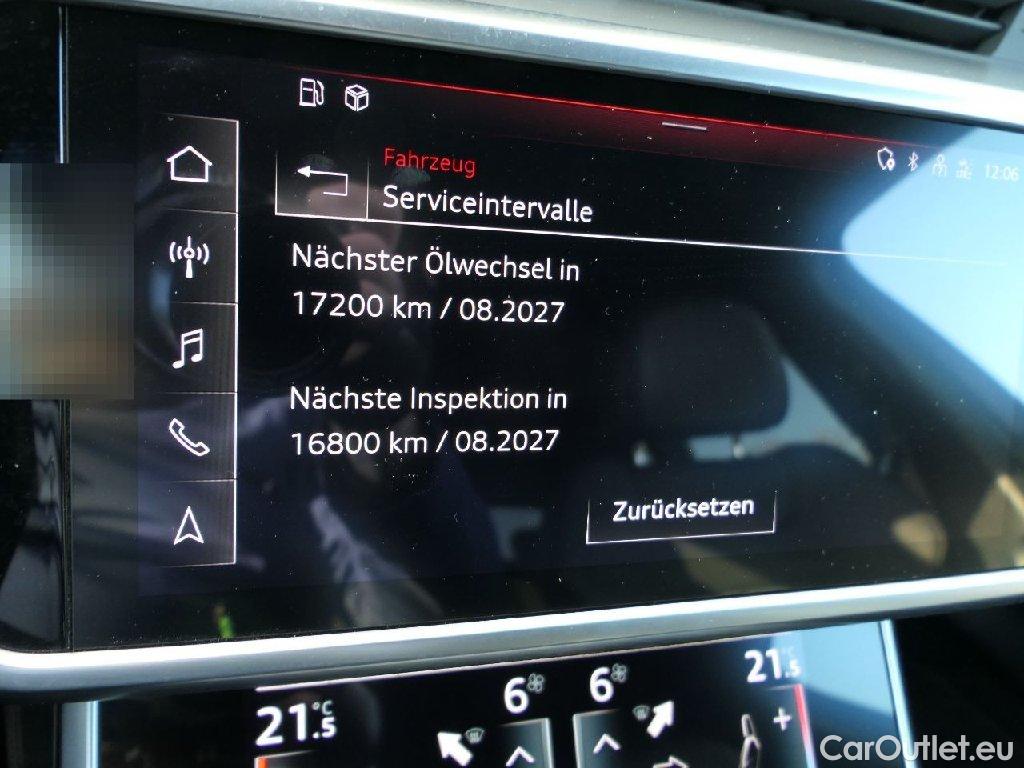 12:06
Fahrzeug
Serviceintervalle
Nächster Ölwechsel in
17200 km / 08.2027
Nächste Inspektion in
16800 km / 08.2027
Zurücksetzen
21.5 °C
6
6
21.5 °C
+
CarOutlet.eu